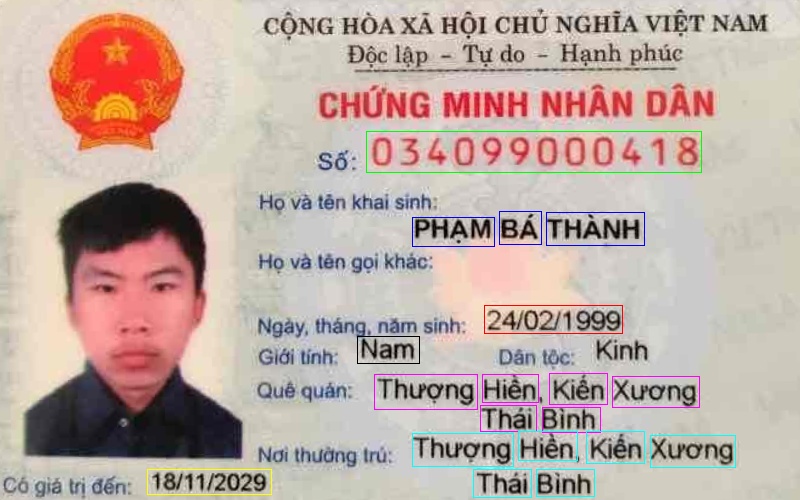 CỘNG HÒA XÃ HỘI CHỦ NGHĨA VIỆT NAM
Độc lập - Tự do - Hạnh phúc
CHỨNG MINH NHÂN DÂN
Số: 034099000418
Họ và tên khai sinh:
PHẠM BÁ THÀNH
Họ và tên gọi khác:
Ngày, tháng, năm sinh: 24/02/1999
Giới tính: Nam Dân tộc: Kinh
Quê quán: Thượng Hiền, Kiến Xương
Thái Bình
Nơi thường trú: Thượng Hiền, Kiến Xương
Thái Bình
Có giá trị đến: 18/11/2029